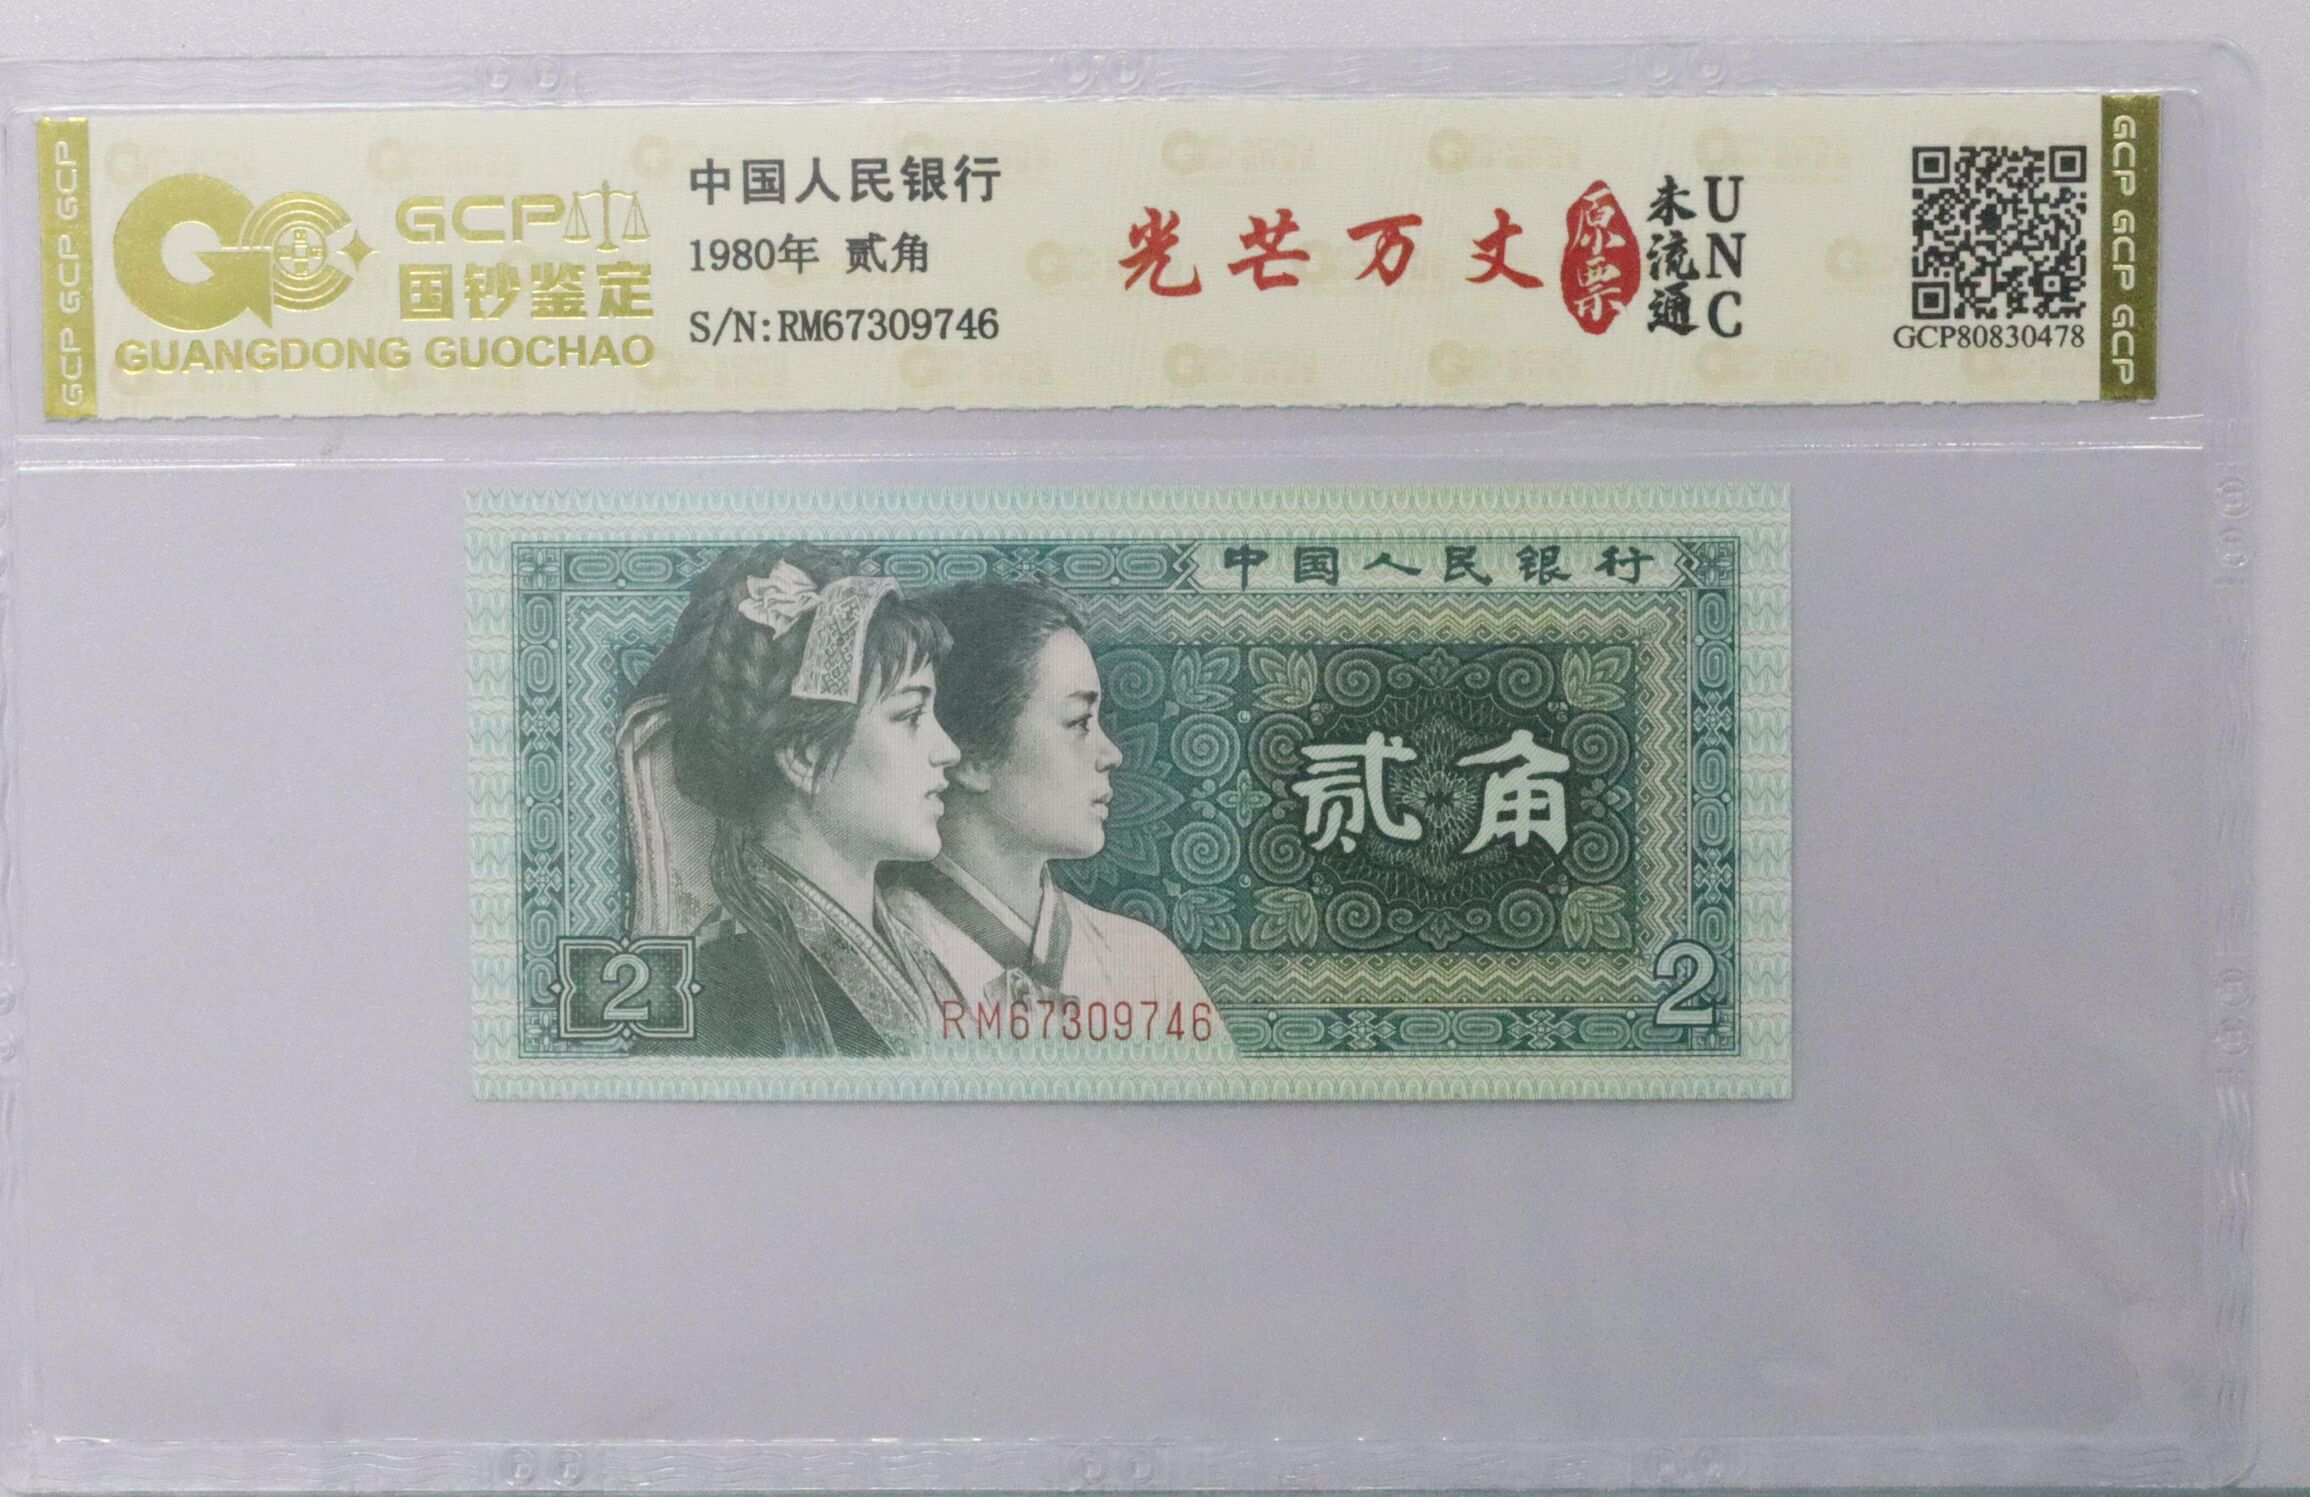 GCP GCP GCP
GCP
国钞鉴定
GUANGDONG GUOCHAO
中国人民银行
1980年 贰角
S/N:RM67309746
光芒万丈
原票
未流通
UNC
GCP80830478
GCP GCP GCP
中国人民银行
贰角
2
RM67309746
2